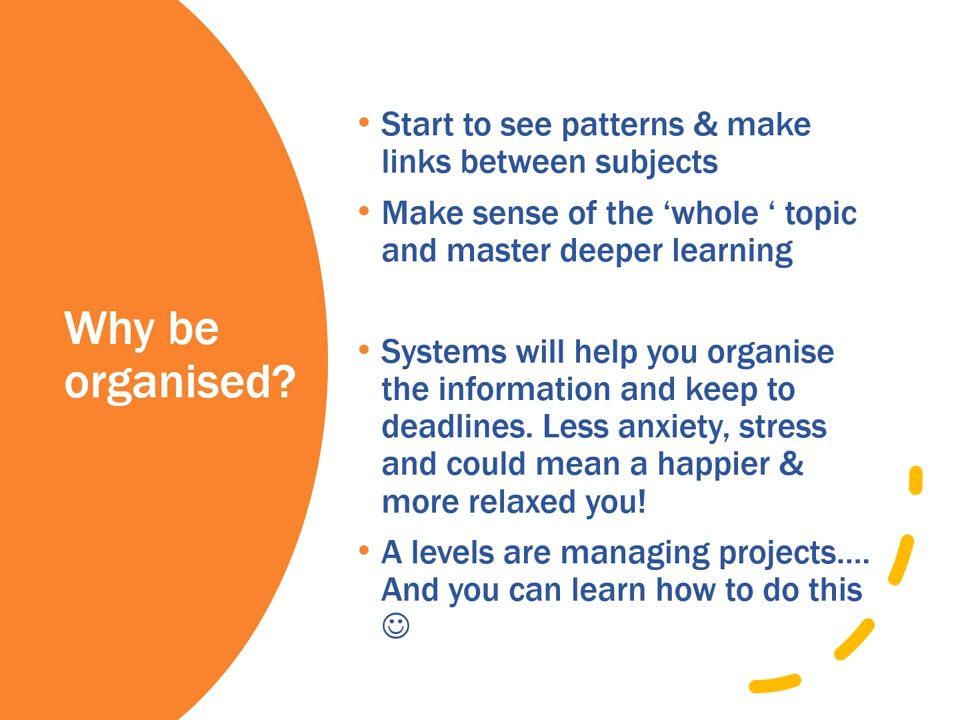 Why be
organised?
• Start to see patterns & make
links between subjects
• Make sense of the ‘whole ‘ topic
and master deeper learning
• Systems will help you organise
the information and keep to
deadlines. Less anxiety, stress
and could mean a happier &
more relaxed you!
• A levels are managing projects....
And you can learn how to do this
☺